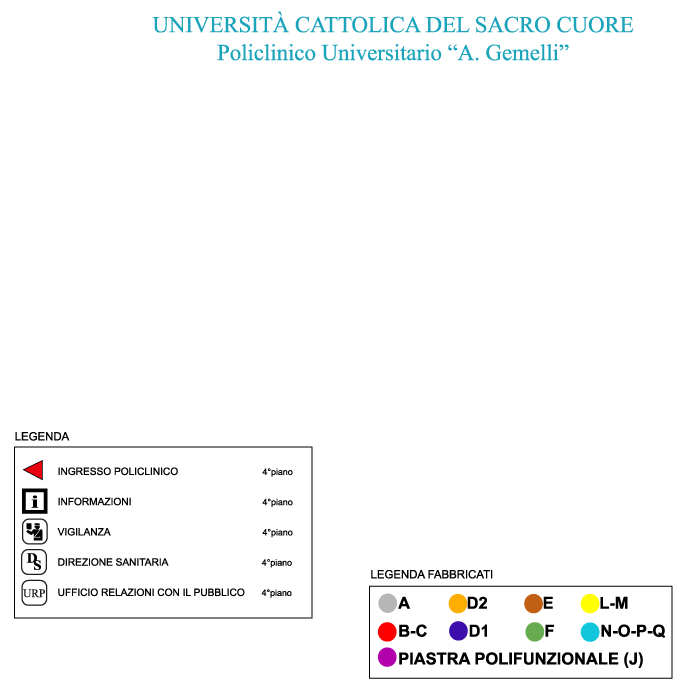 UNIVERSITÀ CATTOLICA DEL SACRO CUORE
Policlinico Universitario “A. Gemelli”
LEGENDA
INGRESSO POLICLINICO 4°piano
i INFORMAZIONI 4°piano
VIGILANZA 4°piano
DS DIREZIONE SANITARIA 4°piano
URP UFFICIO RELAZIONI CON IL PUBBLICO 4°piano
LEGENDA FABBRICATI
A D2 E L-M
B-C D1 F N-O-P-Q
PIASTRA POLIFUNZIONALE (J)